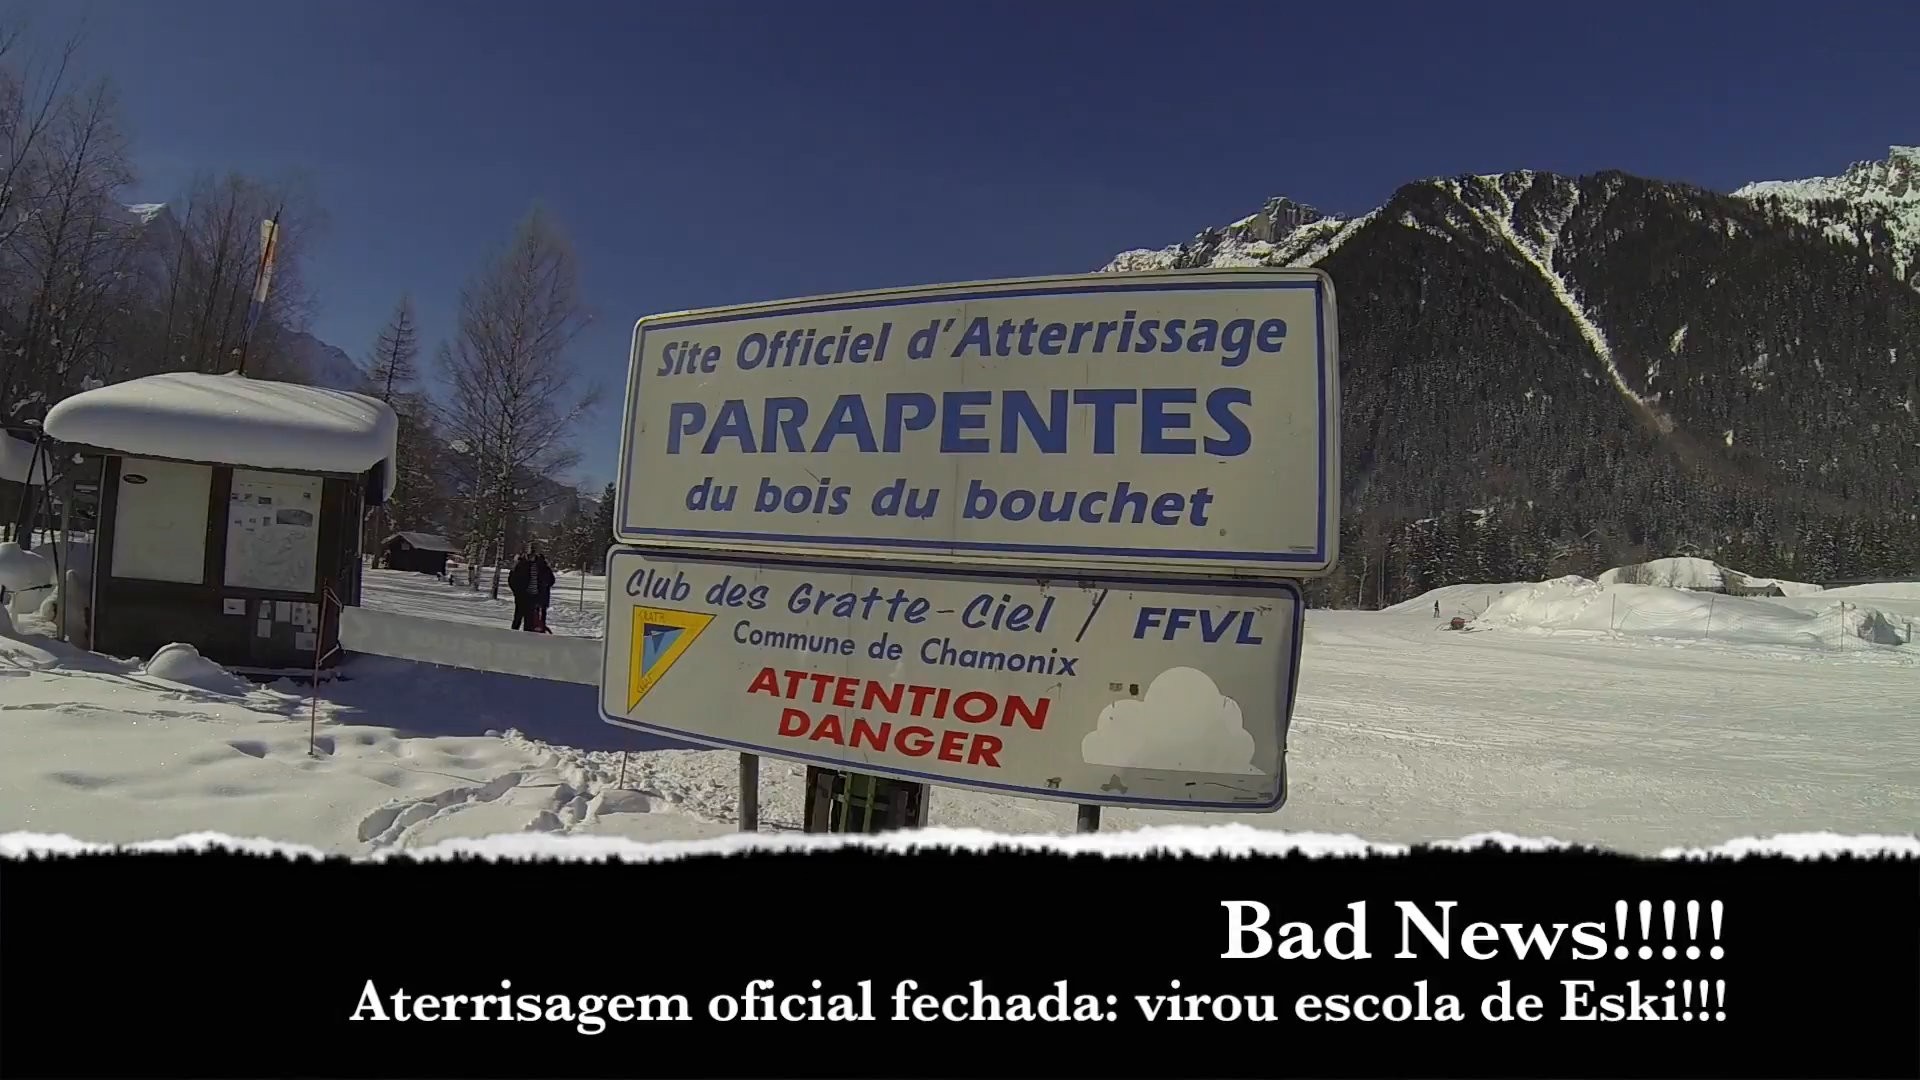 Site Officiel d'Atterrissage
PARAPENTES
du bois du bouchet
Club des Gratte-Ciel / FFVL
Commune de Chamonix
ATTENTION
DANGER
Bad News!!!!!
Aterrisagem oficial fechada: virou escola de Eski!!!